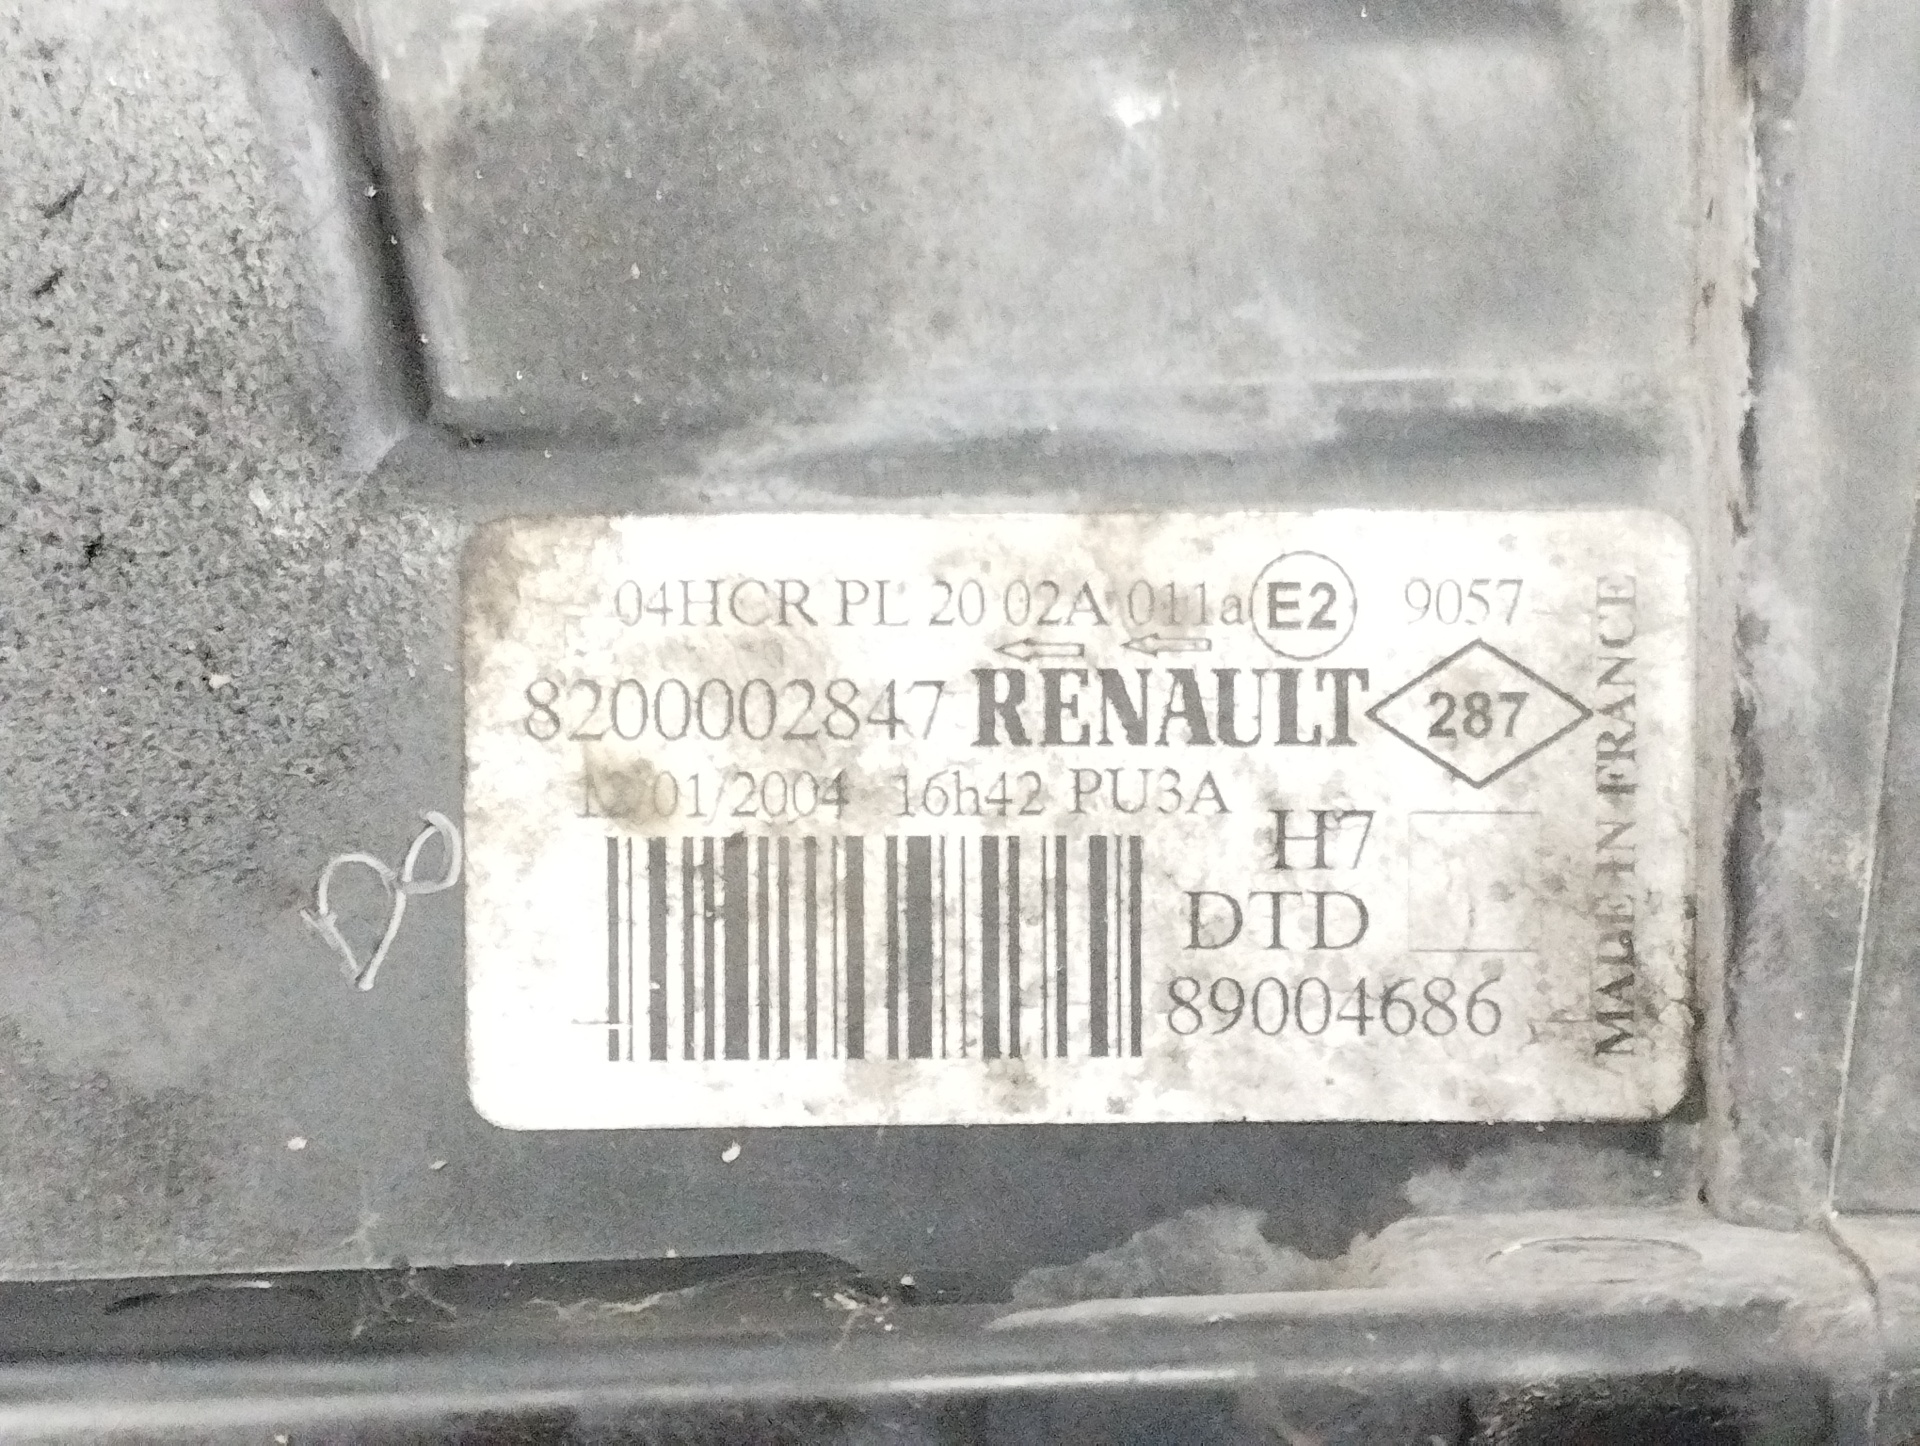 04HCR PL 20 02A 011a E2 9057
8200002847 RENAULT 287
01/2004 16h42 PU3A
H7
DTD
89004686
MADE IN FRANCE